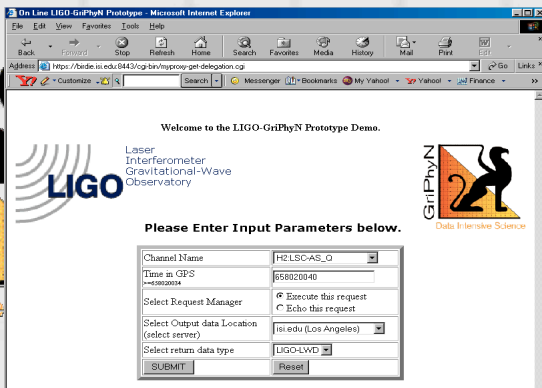 On Line LIGO-GriPhyN Prototype - Microsoft Internet Explorer
File Edit View Favorites Tools Help
Back Forward Stop Refresh Home Search Favorites Media History Mail Print Edit
Address https://birdie.isi.edu:8443/cgi-bin/myproxy-get-delegation.cgi Go Links
Y? Customize Search Messenger Bookmarks My Yahoo! Yahoo! Finance
Welcome to the LIGO-GriPhyN Prototype Demo.
LIGO
Laser
Interferometer
Gravitational-Wave
Observatory
GriPhyN
Data Intensive Science
Please Enter Input Parameters below.
Channel Name H2:LSC-AS_Q
Time in GPS 658020040
>=658020034
Select Request Manager Execute this request
Echo this request
Select Output data Location
(select server) isi.edu (Los Angeles)
Select return data type LIGO-LWD
SUBMIT Reset